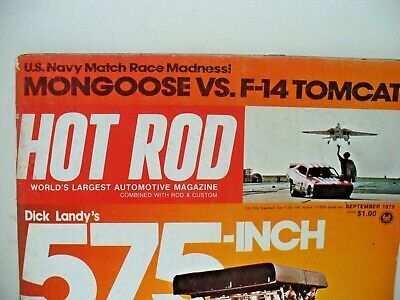 U.S. Navy Match Race Madness!
MONGOOSE VS. F-14 TOMCAT
HOT ROD
WORLD'S LARGEST AUTOMOTIVE MAGAZINE
COMBINED WITH ROD & CUSTOM
SEPTEMBER 1975
$1.00
Dick Landy's
575-INCH